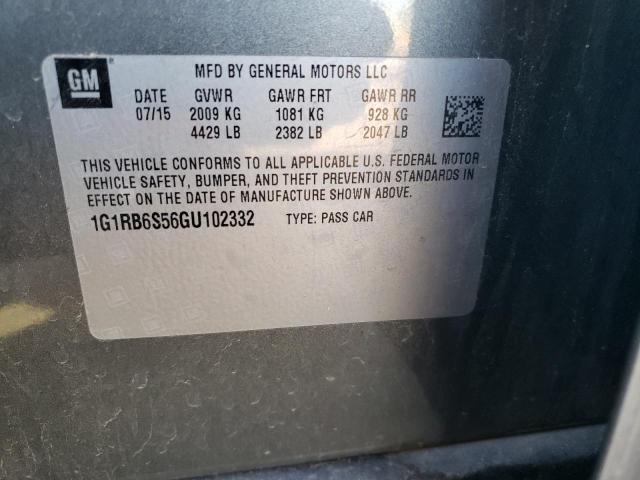 GM
MFD BY GENERAL MOTORS LLC
DATE GVWR GAWR FRT GAWR RR
07/15 2009 KG 1081 KG 928 KG
4429 LB 2382 LB 2047 LB
THIS VEHICLE CONFORMS TO ALL APPLICABLE U.S. FEDERAL MOTOR
VEHICLE SAFETY, BUMPER, AND THEFT PREVENTION STANDARDS IN
EFFECT ON THE DATE OF MANUFACTURE SHOWN ABOVE.
1G1RB6S56GU102332 TYPE: PASS CAR